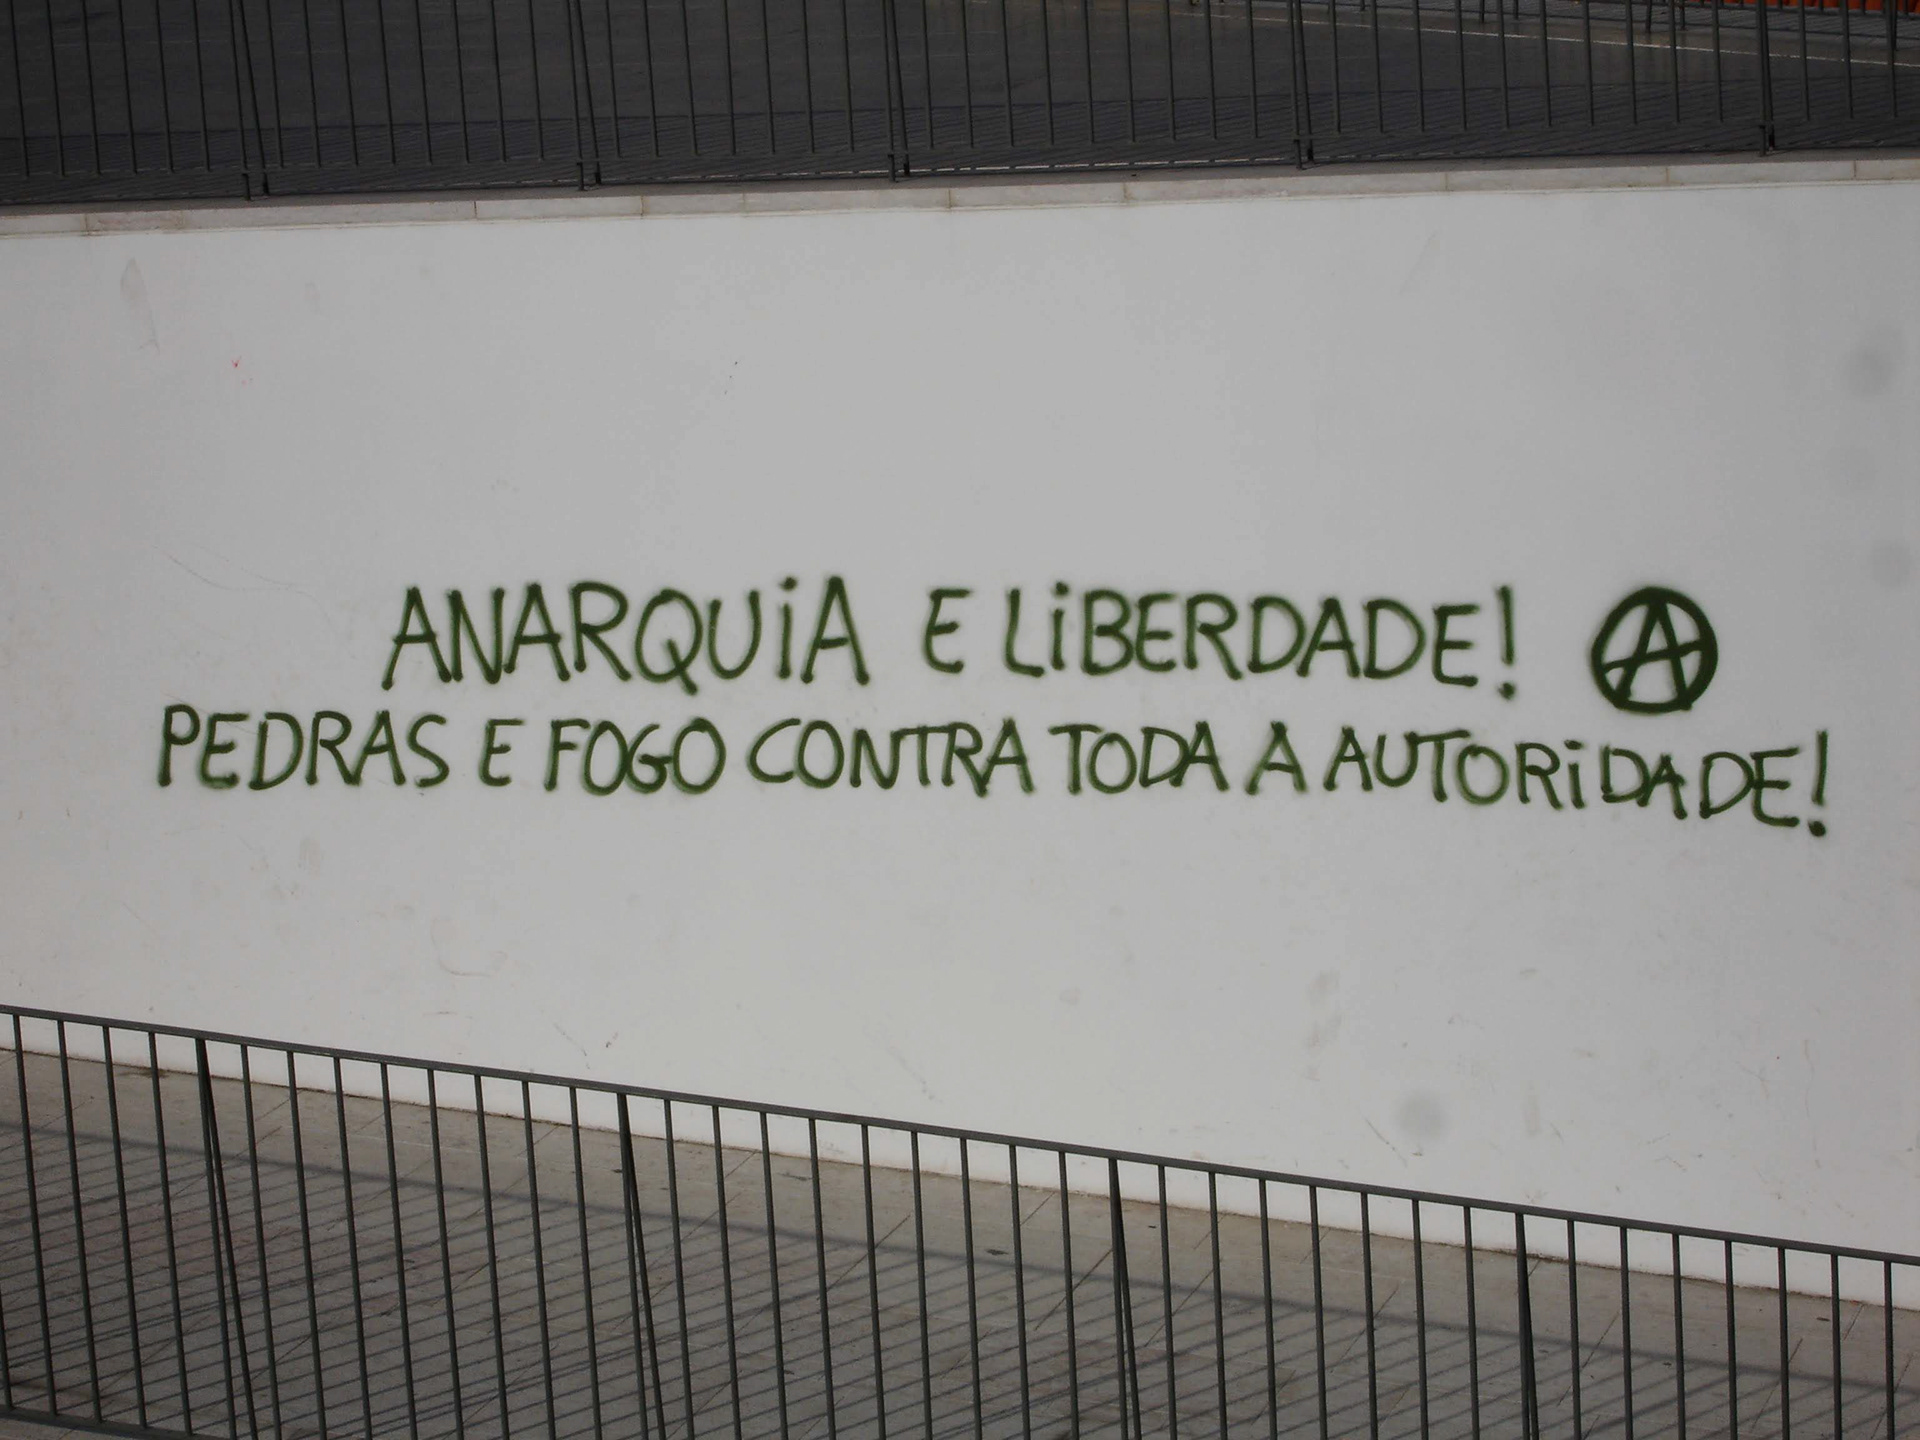 ANARQUiA E LiBERDADE! Ⓐ
PEDRAS E FOGO CONTRA TODA A AUTORiDADE!